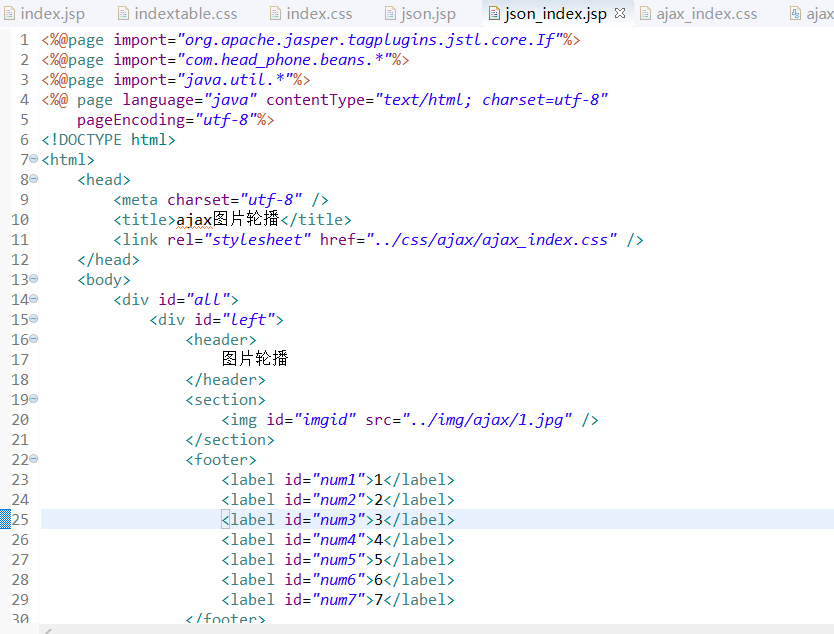 index.jsp indextable.css index.css json.jsp json_index.jsp ajax_index.css ajax
1 <%@page import="org.apache.jasper.tagplugins.jstl.core.If"%>
2 <%@page import="com.head_phone.beans.*"%>
3 <%@page import="java.util.*"%>
4 <%@ page language="java" contentType="text/html; charset=utf-8"
5 pageEncoding="utf-8"%>
6 <!DOCTYPE html>
7 <html>
8 <head>
9 <meta charset="utf-8" />
10 <title>ajax图片轮播</title>
11 <link rel="stylesheet" href="../css/ajax/ajax_index.css" />
12 </head>
13 <body>
14 <div id="all">
15 <div id="left">
16 <header>
17 图片轮播
18 </header>
19 <section>
20 <img id="imgid" src="../img/ajax/1.jpg" />
21 </section>
22 <footer>
23 <label id="num1">1</label>
24 <label id="num2">2</label>
25 <label id="num3">3</label>
26 <label id="num4">4</label>
27 <label id="num5">5</label>
28 <label id="num6">6</label>
29 <label id="num7">7</label>
30 </footer>